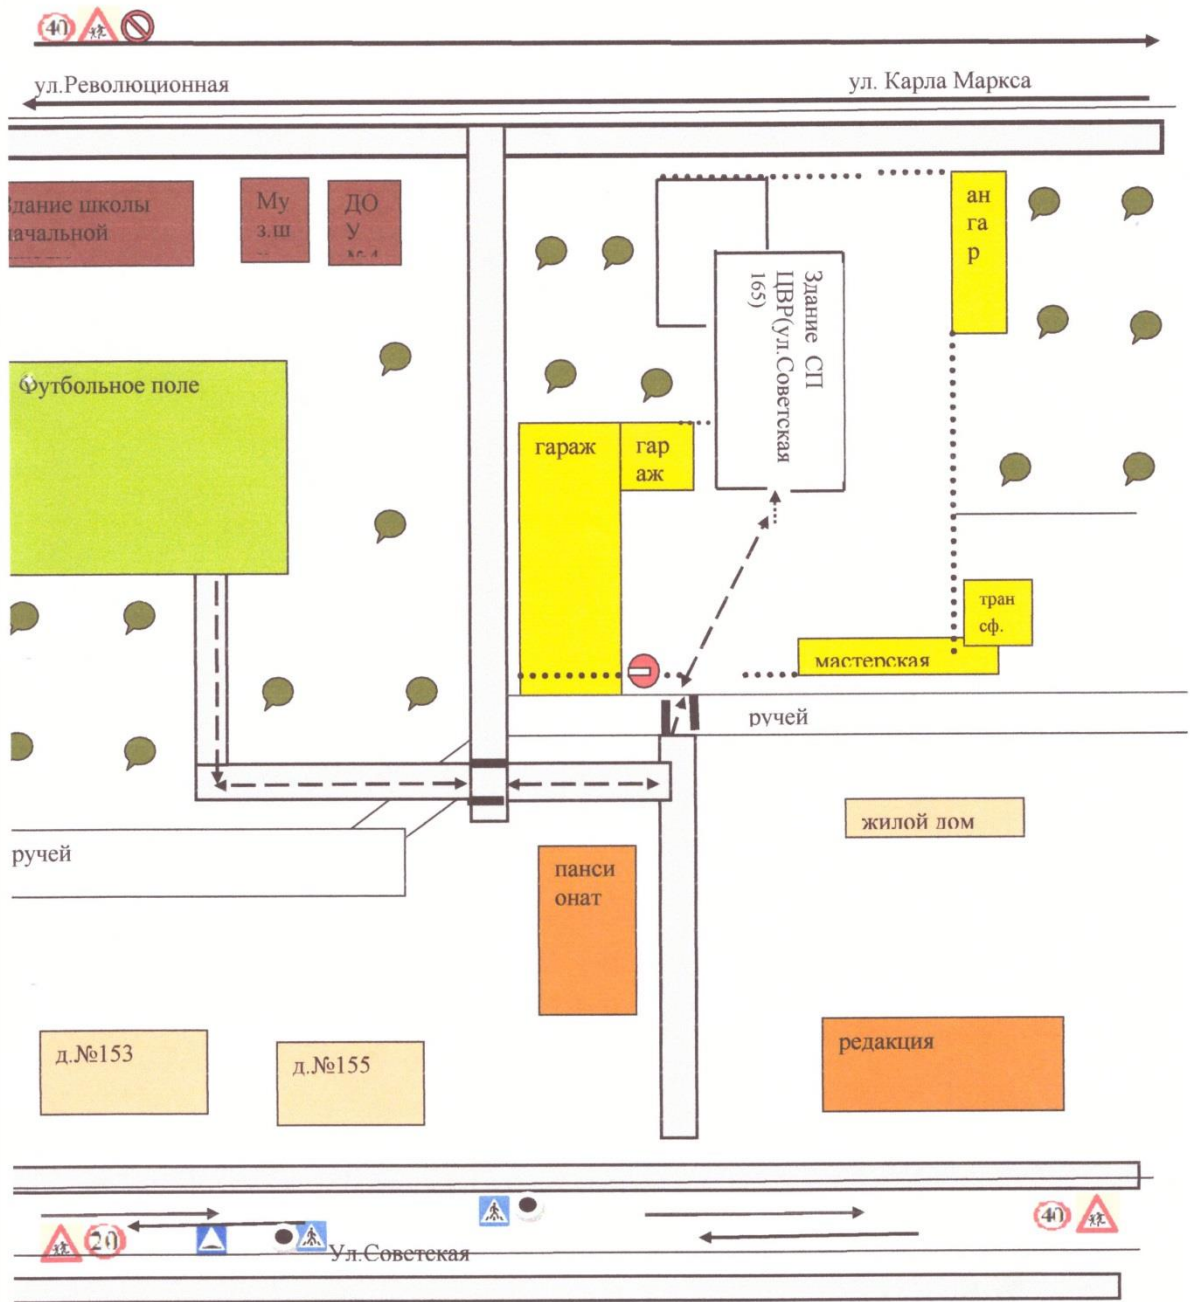 40
ул.Революционная
ул. Карла Маркса
Здание школы
начальной
Му
з.ш
ДО
У
ан
га
р
Здание СП
ЦВР(ул.Советская
165)
Футбольное поле
гараж
гар
аж
тран
сф.
мастерская
ручей
жилой дом
ручей
панси
онат
д.№153
д.№155
редакция
40
20
Ул.Советская